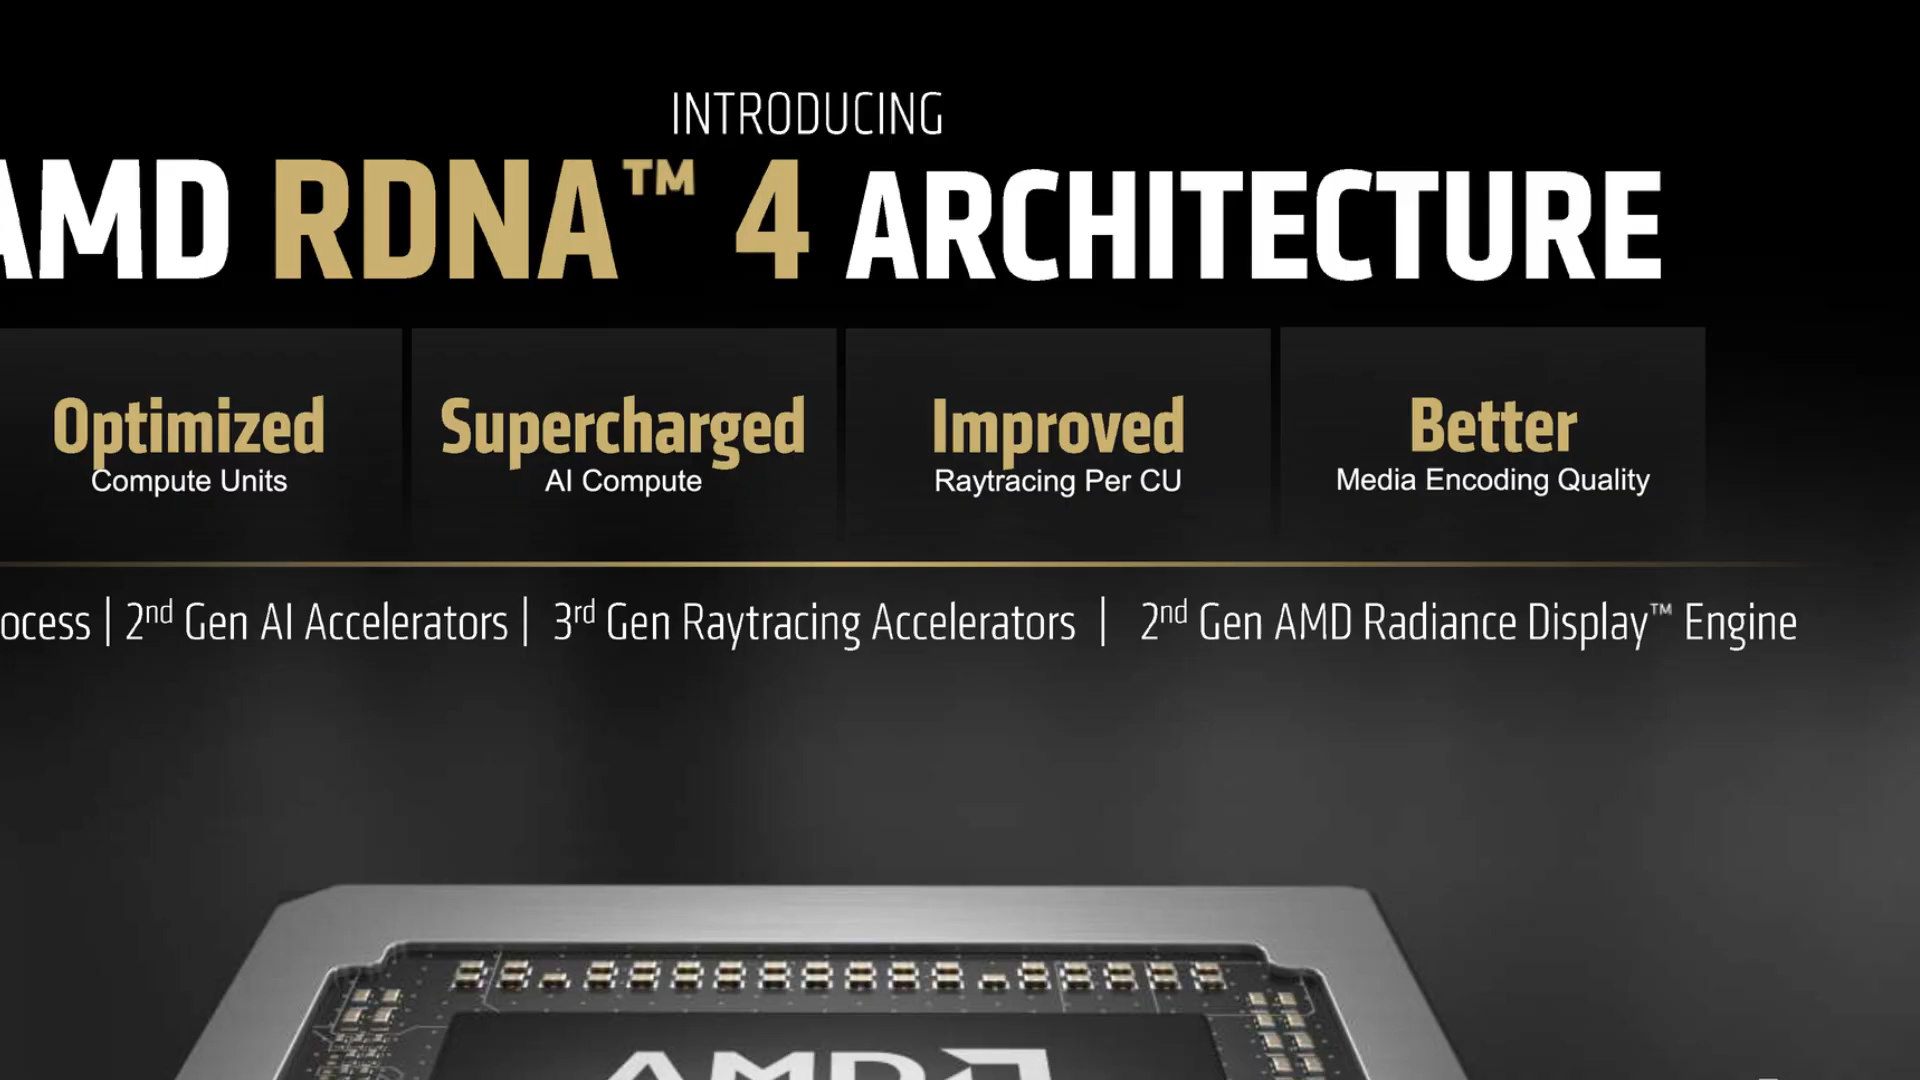 INTRODUCING
AMD RDNA™ 4 ARCHITECTURE
Optimized
Compute Units
Supercharged
AI Compute
Improved
Raytracing Per CU
Better
Media Encoding Quality
ocess | 2nd Gen AI Accelerators | 3rd Gen Raytracing Accelerators | 2nd Gen AMD Radiance Display™ Engine
AMD